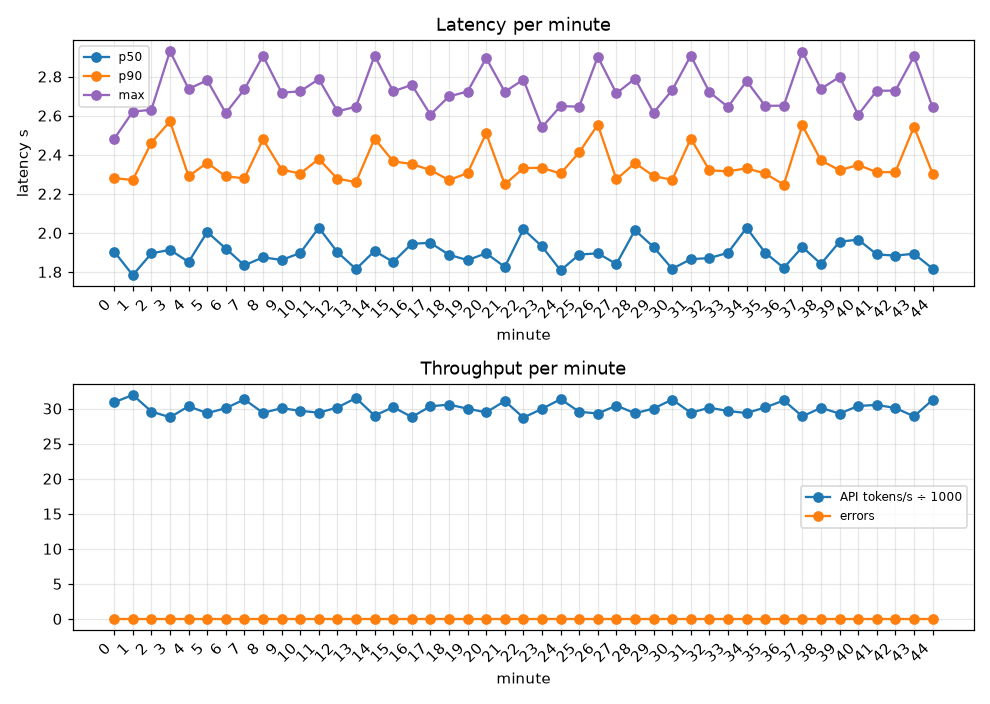 Latency per minute
p50
p90
max
latency s
2.8
2.6
2.4
2.2
2.0
1.8
0 1 2 3 4 5 6 7 8 9 10 11 12 13 14 15 16 17 18 19 20 21 22 23 24 25 26 27 28 29 30 31 32 33 34 35 36 37 38 39 40 41 42 43 44
minute
Throughput per minute
30
25
20
15
10
5
0
API tokens/s ÷ 1000
errors
0 1 2 3 4 5 6 7 8 9 10 11 12 13 14 15 16 17 18 19 20 21 22 23 24 25 26 27 28 29 30 31 32 33 34 35 36 37 38 39 40 41 42 43 44
minute